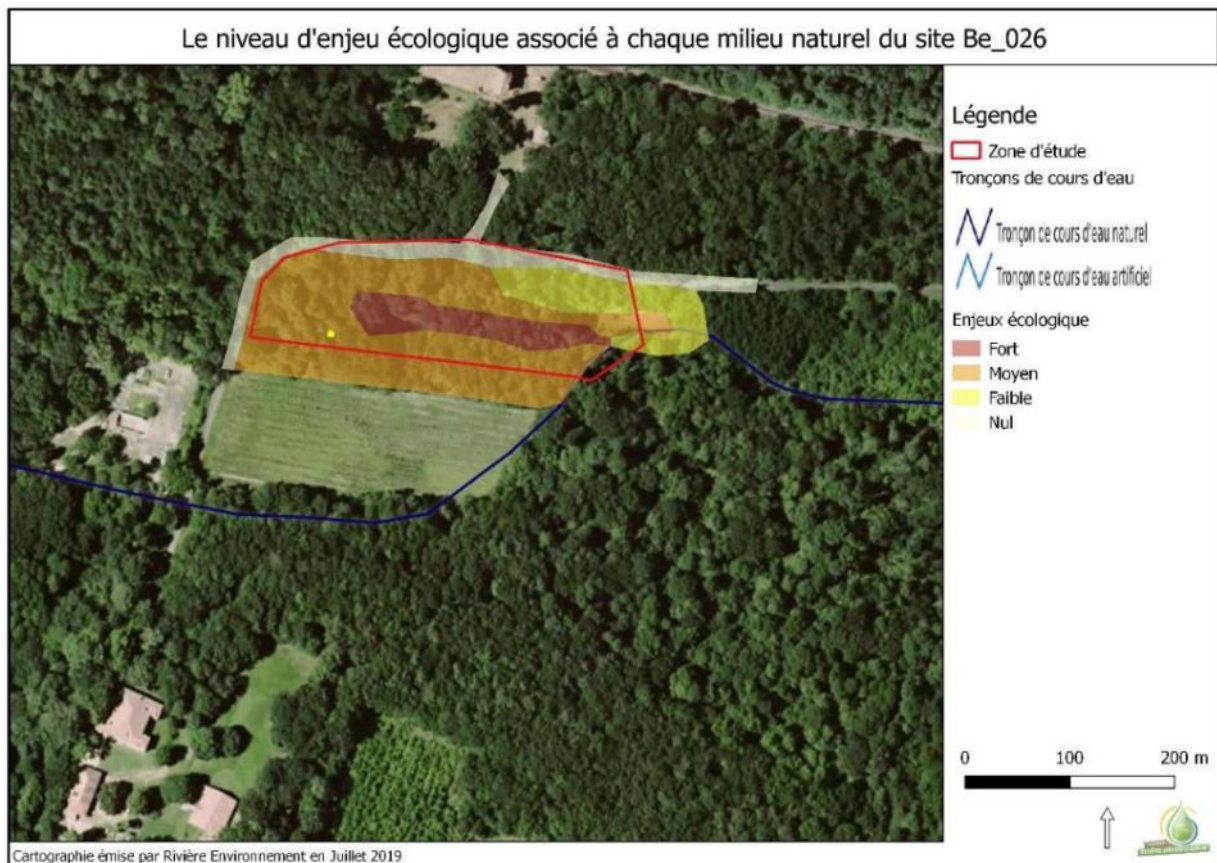 Le niveau d'enjeu écologique associé à chaque milieu naturel du site Be_026
Légende
Zone d'étude
Tronçons de cours d'eau
Tronçon de cours d'eau naturel
Tronçon de cours d'eau artificiel
Enjeux écologique
Fort
Moyen
Faible
Nul
0 100 200 m
Cartographie émise par Rivière Environnement en Juillet 2019